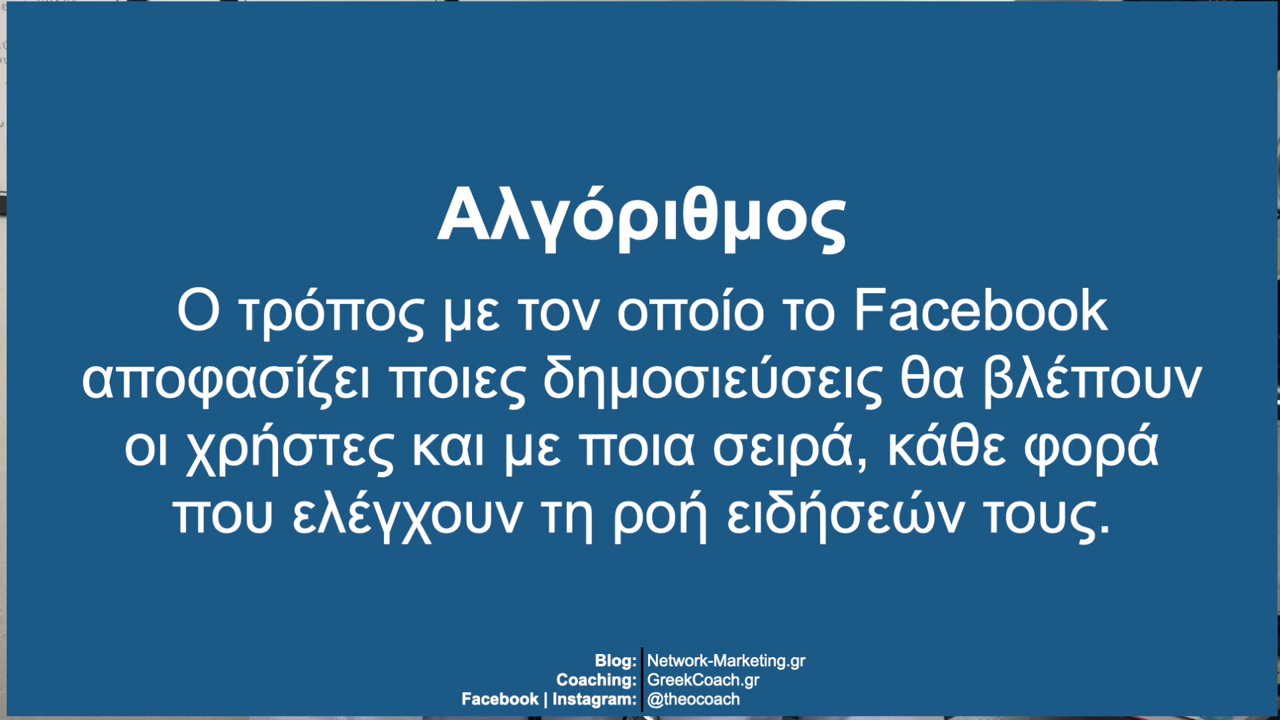 Αλγόριθμος
Ο τρόπος με τον οποίο το Facebook
αποφασίζει ποιες δημοσιεύσεις θα βλέπουν
οι χρήστες και με ποια σειρά, κάθε φορά
που ελέγχουν τη ροή ειδήσεών τους.
Blog: Network-Marketing.gr
Coaching: GreekCoach.gr
Facebook | Instagram: @theocoach